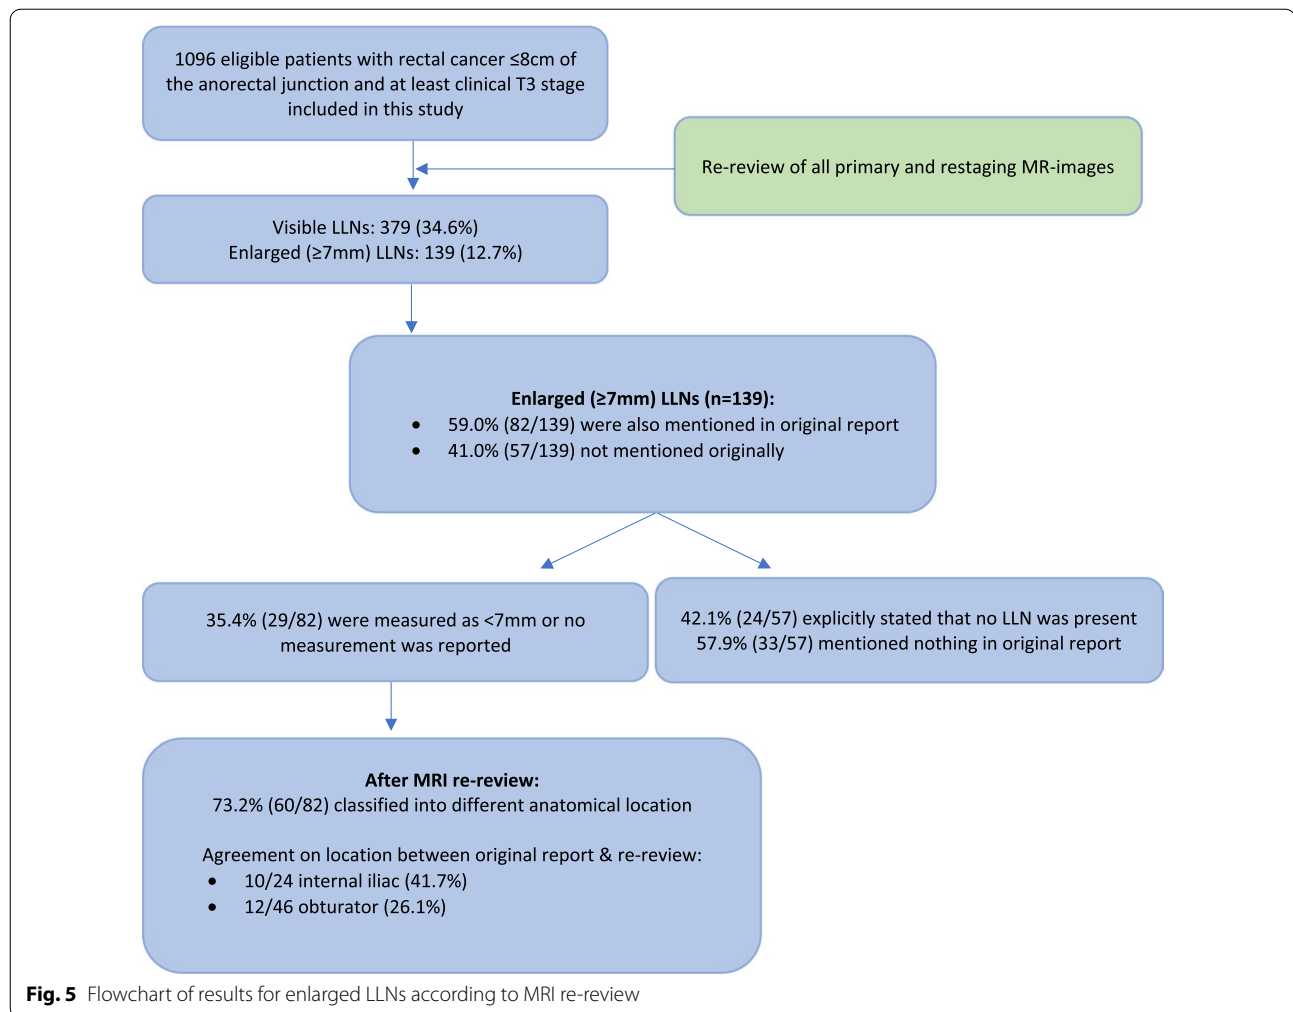 1096 eligible patients with rectal cancer ≤8cm of
the anorectal junction and at least clinical T3 stage
included in this study
Re-review of all primary and restaging MR-images
Visible LLNs: 379 (34.6%)
Enlarged (≥7mm) LLNs: 139 (12.7%)
Enlarged (≥7mm) LLNs (n=139):
• 59.0% (82/139) were also mentioned in original report
• 41.0% (57/139) not mentioned originally
35.4% (29/82) were measured as <7mm or no
measurement was reported
42.1% (24/57) explicitly stated that no LLN was present
57.9% (33/57) mentioned nothing in original report
After MRI re-review:
73.2% (60/82) classified into different anatomical location
Agreement on location between original report & re-review:
• 10/24 internal iliac (41.7%)
• 12/46 obturator (26.1%)
Fig. 5 Flowchart of results for enlarged LLNs according to MRI re-review